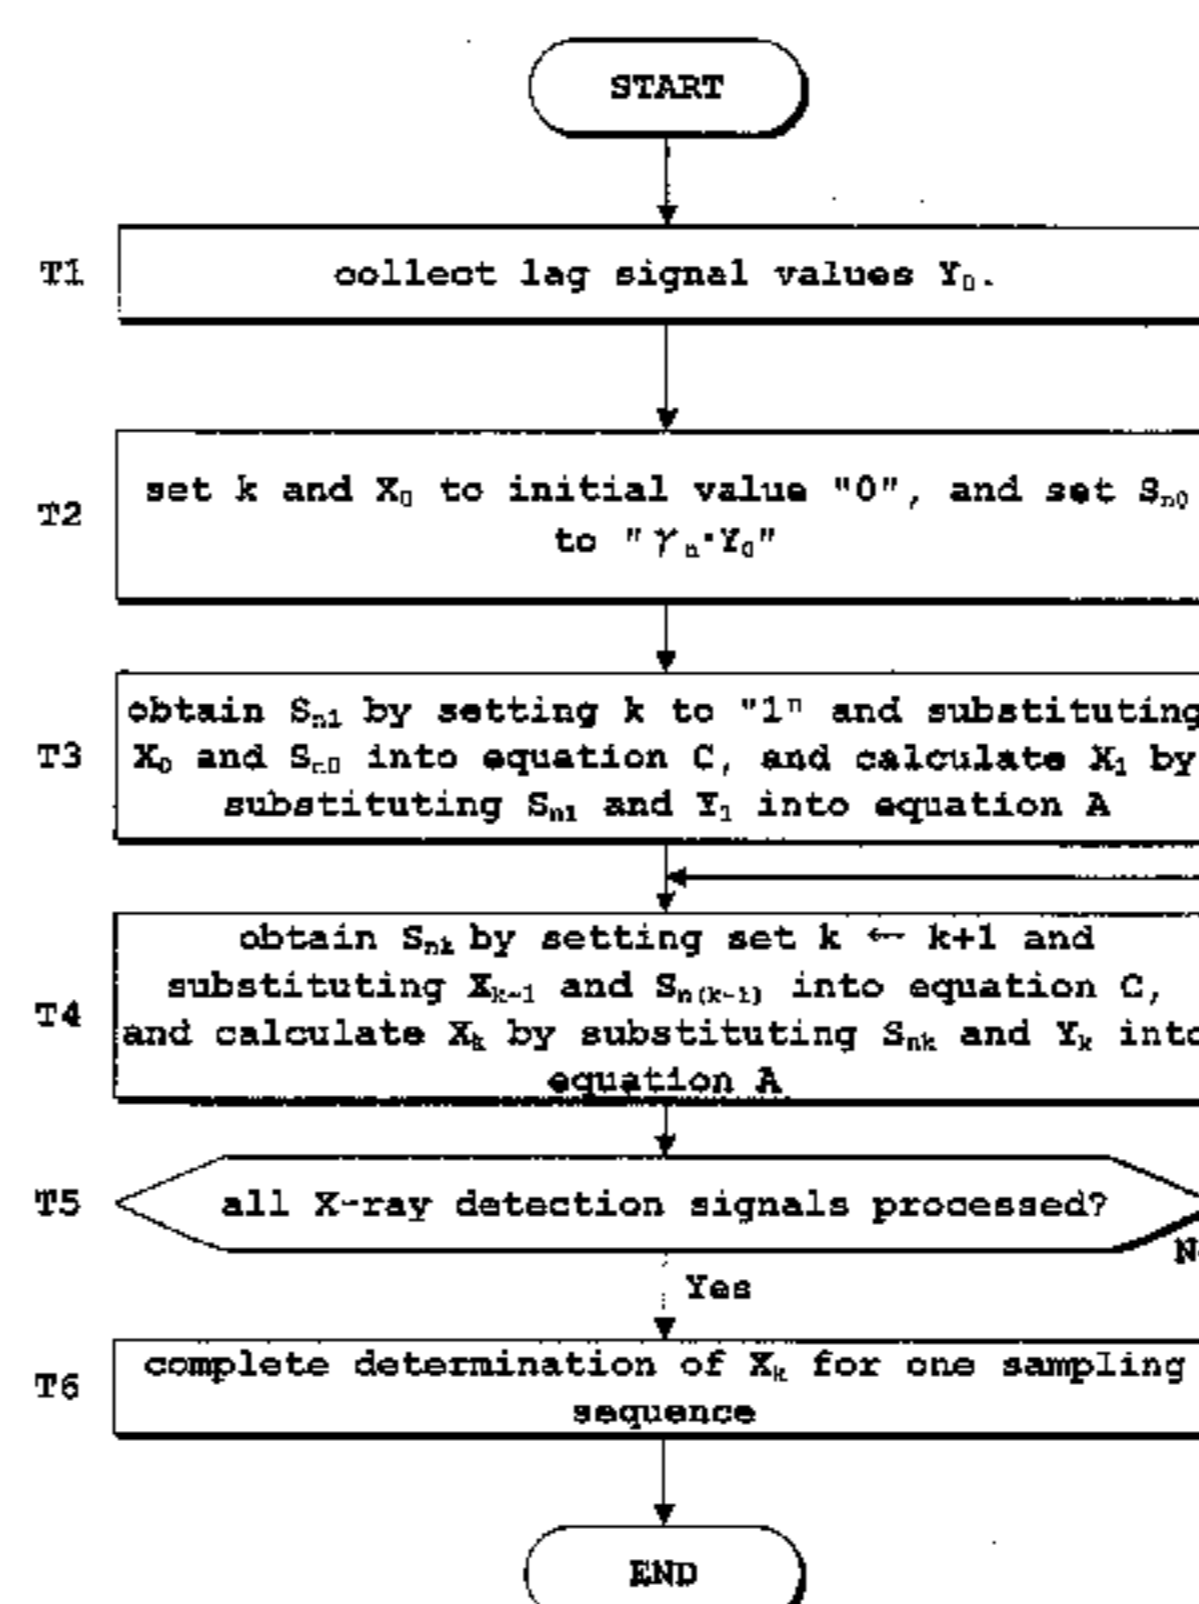 START
T1
collect lag signal values Y₀.
T2
set k and X₀ to initial value "0", and set Sₙ₀
to "γₙ·Y₀"
T3
obtain Sₙ₁ by setting k to "1" and substituting
X₀ and Sₙ₀ into equation C, and calculate X₁ by
substituting Sₙ₁ and Y₁ into equation A
T4
obtain Sₙₖ by setting set k ← k+1 and
substituting Xₖ₋₁ and Sₙ₍ₖ₋₁₎ into equation C,
and calculate Xₖ by substituting Sₙₖ and Yₖ into
equation A
T5
all X-ray detection signals processed?
Yes
T6
complete determination of Xₖ for one sampling
sequence
END